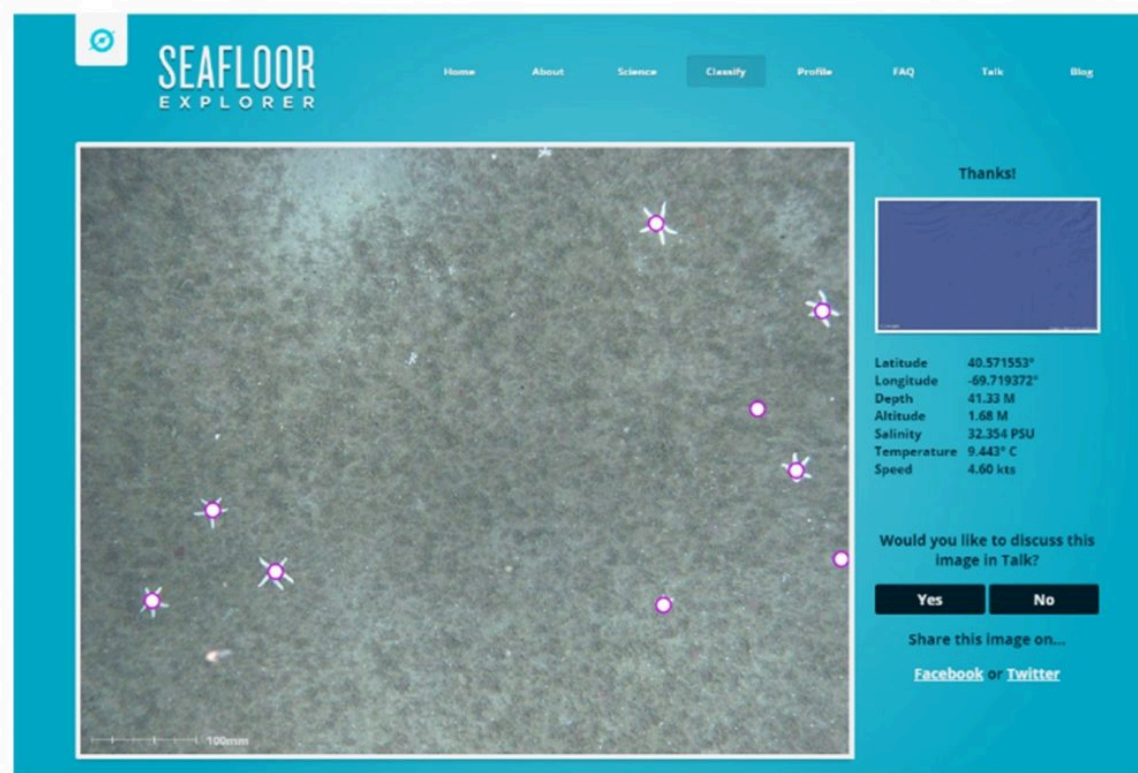 SEAFLOOR
EXPLORER
Home About Science Classify Profile FAQ Talk Blog
Thanks!
Latitude 40.571553°
Longitude -69.719372°
Depth 41.33 M
Altitude 1.68 M
Salinity 32.354 PSU
Temperature 9.443° C
Speed 4.60 kts
Would you like to discuss this
image in Talk?
Yes No
Share this image on...
Facebook or Twitter
100mm